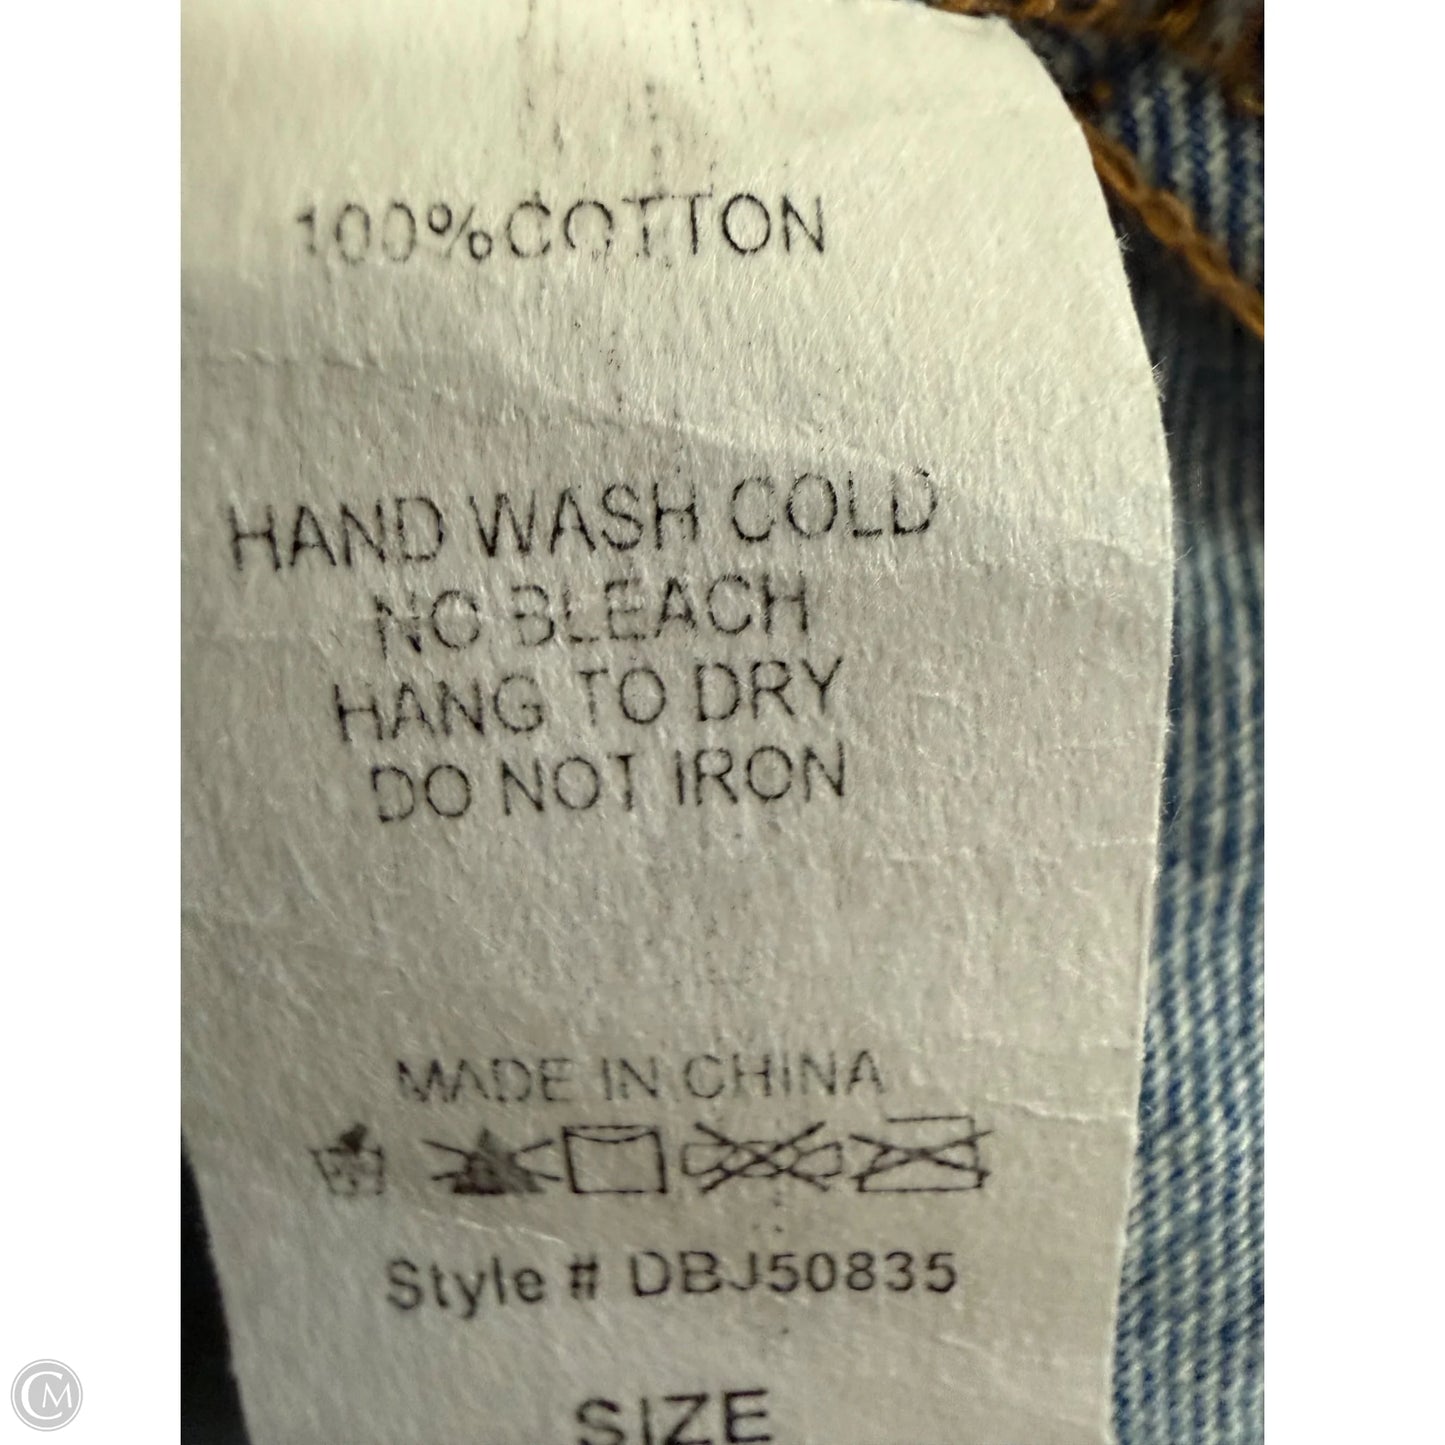 100%COTTON
HAND WASH COLD
NO BLEACH
HANG TO DRY
DO NOT IRON
MADE IN CHINA
Style # DBJ50835
SIZE
CM